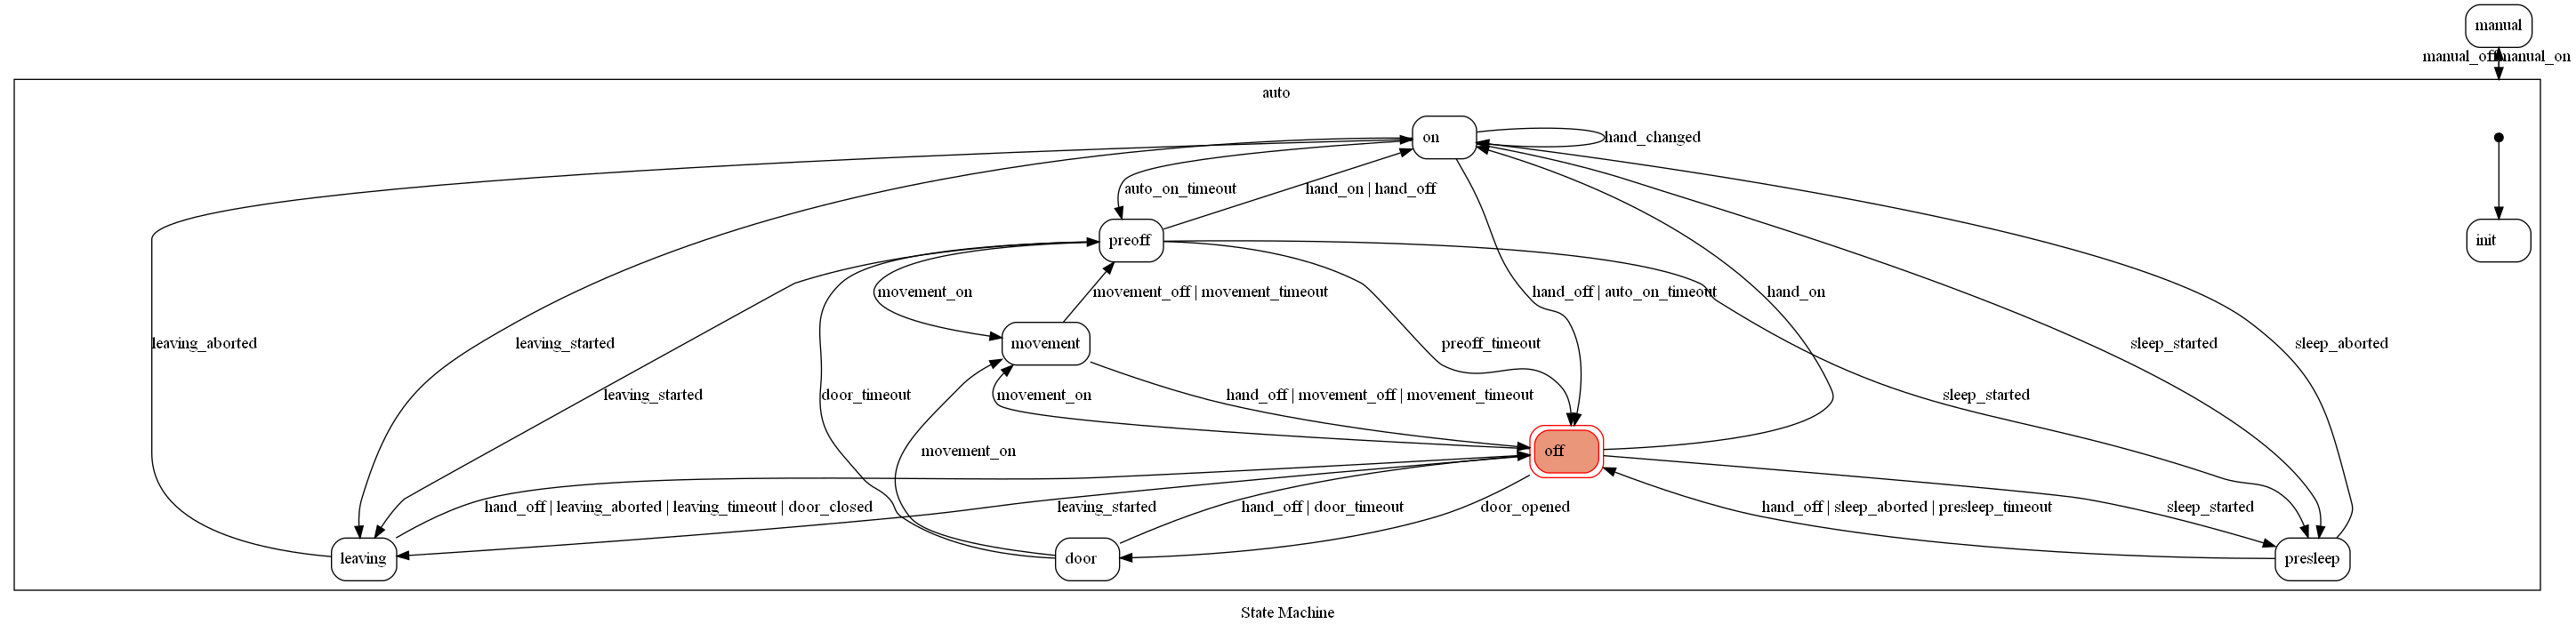 manual
manual_off
manual_on
auto
on
hand_changed
auto_on_timeout
hand_on | hand_off
preoff
init
movement_on
movement_off | movement_timeout
hand_off | auto_on_timeout
hand_on
leaving_aborted
leaving_started
movement
preoff_timeout
sleep_started
sleep_aborted
leaving_started
door_timeout
movement_on
hand_off | movement_off | movement_timeout
sleep_started
movement_on
off
hand_off | leaving_aborted | leaving_timeout | door_closed
leaving_started
hand_off | door_timeout
door_opened
hand_off | sleep_aborted | presleep_timeout
sleep_started
leaving
door
presleep
State Machine